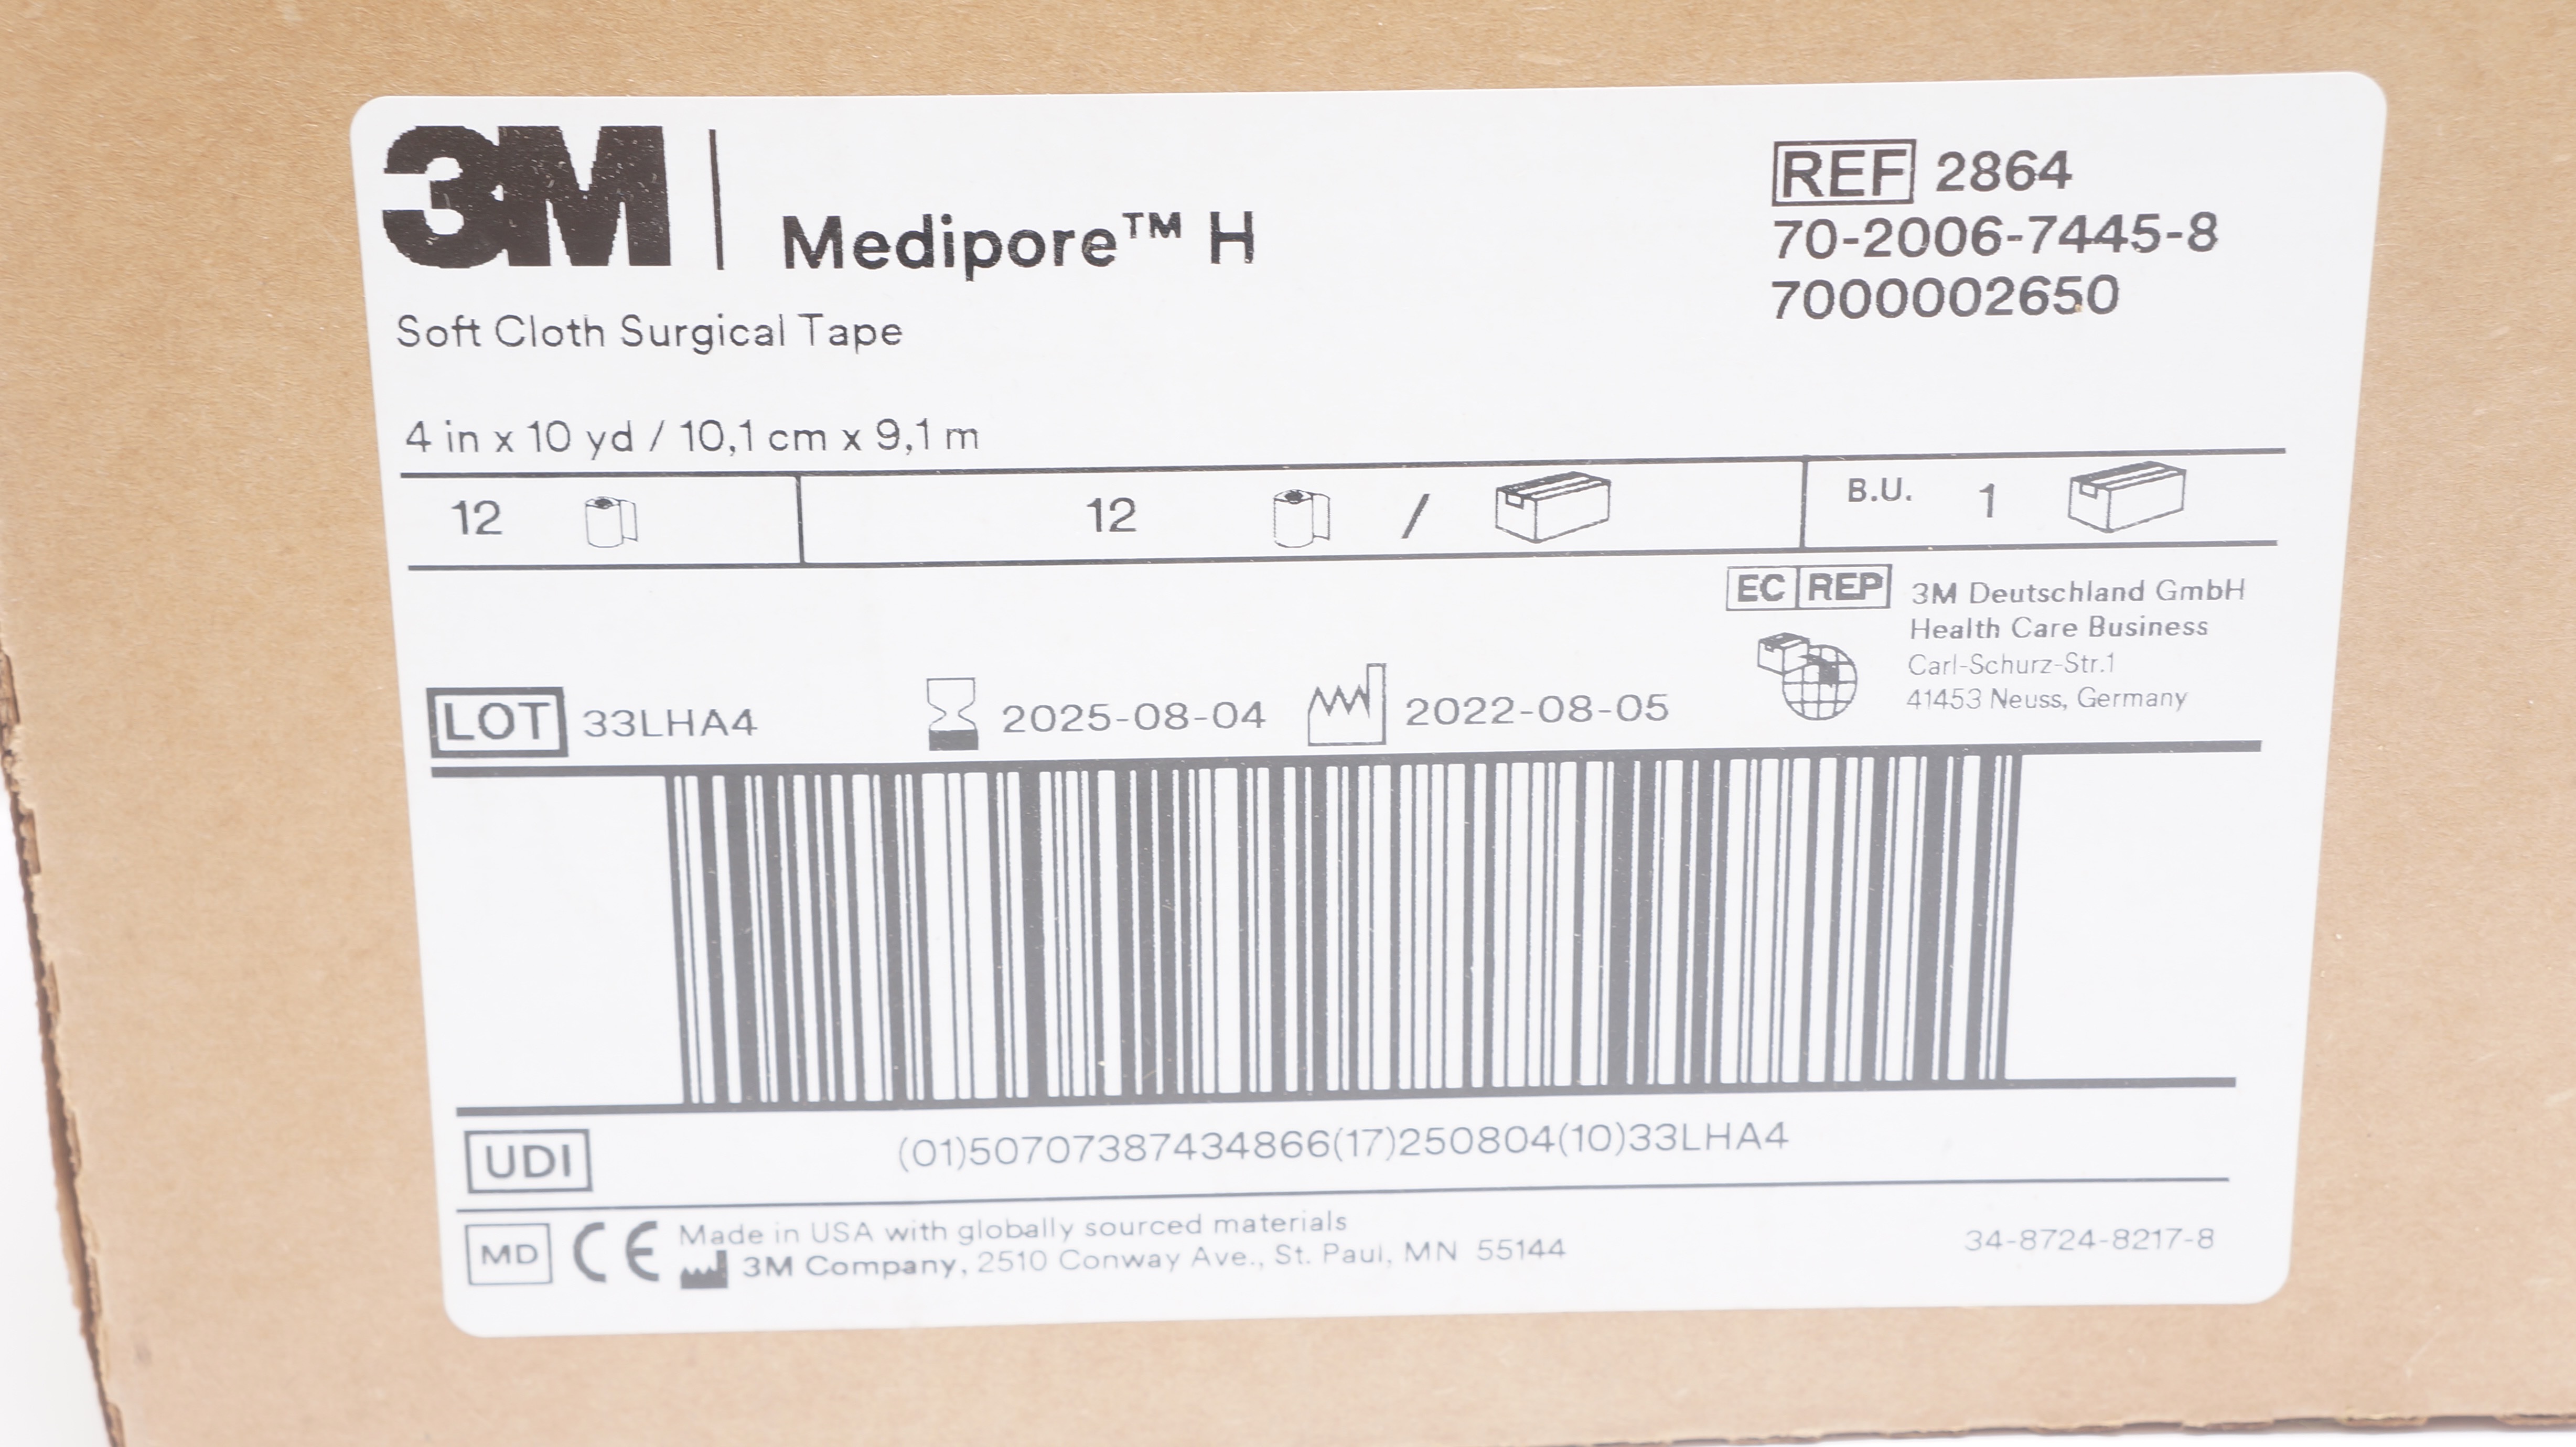 3M | Medipore™ H
REF 2864
70-2006-7445-8
7000002650
Soft Cloth Surgical Tape
4 in x 10 yd / 10,1 cm x 9,1 m
12 12 / B.U. 1
EC REP 3M Deutschland GmbH
Health Care Business
Carl-Schurz-Str.1
41453 Neuss, Germany
LOT 33LHA4 2025-08-04 2022-08-05
UDI (01)50707387434866(17)250804(10)33LHA4
MD CE Made in USA with globally sourced materials
3M Company, 2510 Conway Ave., St. Paul, MN 55144
34-8724-8217-8